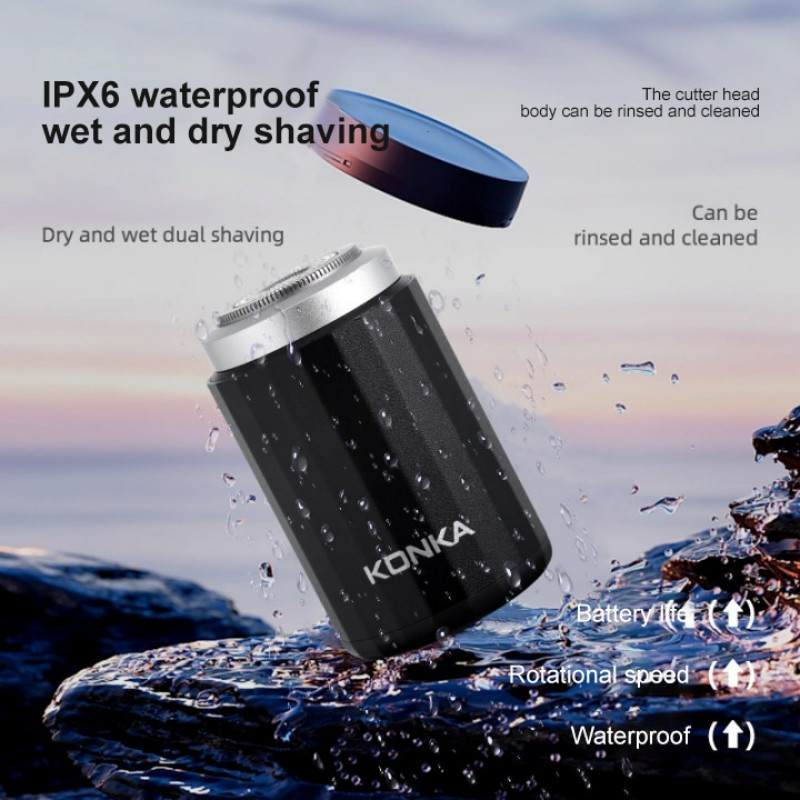 IPX6 waterproof
wet and dry shaving
The cutter head
body can be rinsed and cleaned
Dry and wet dual shaving
Can be
rinsed and cleaned
KONKA
Battery life (⬆)
Rotational speed (⬆)
Waterproof (⬆)